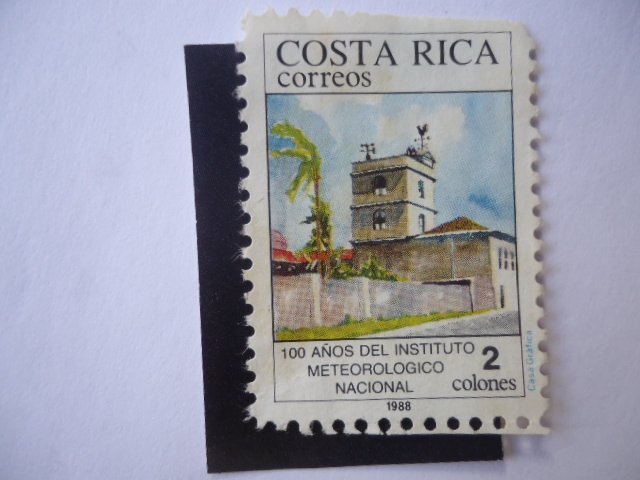 COSTA RICA
correos
100 AÑOS DEL INSTITUTO
METEOROLOGICO
NACIONAL
2
colones
1988
Casa Gráfica